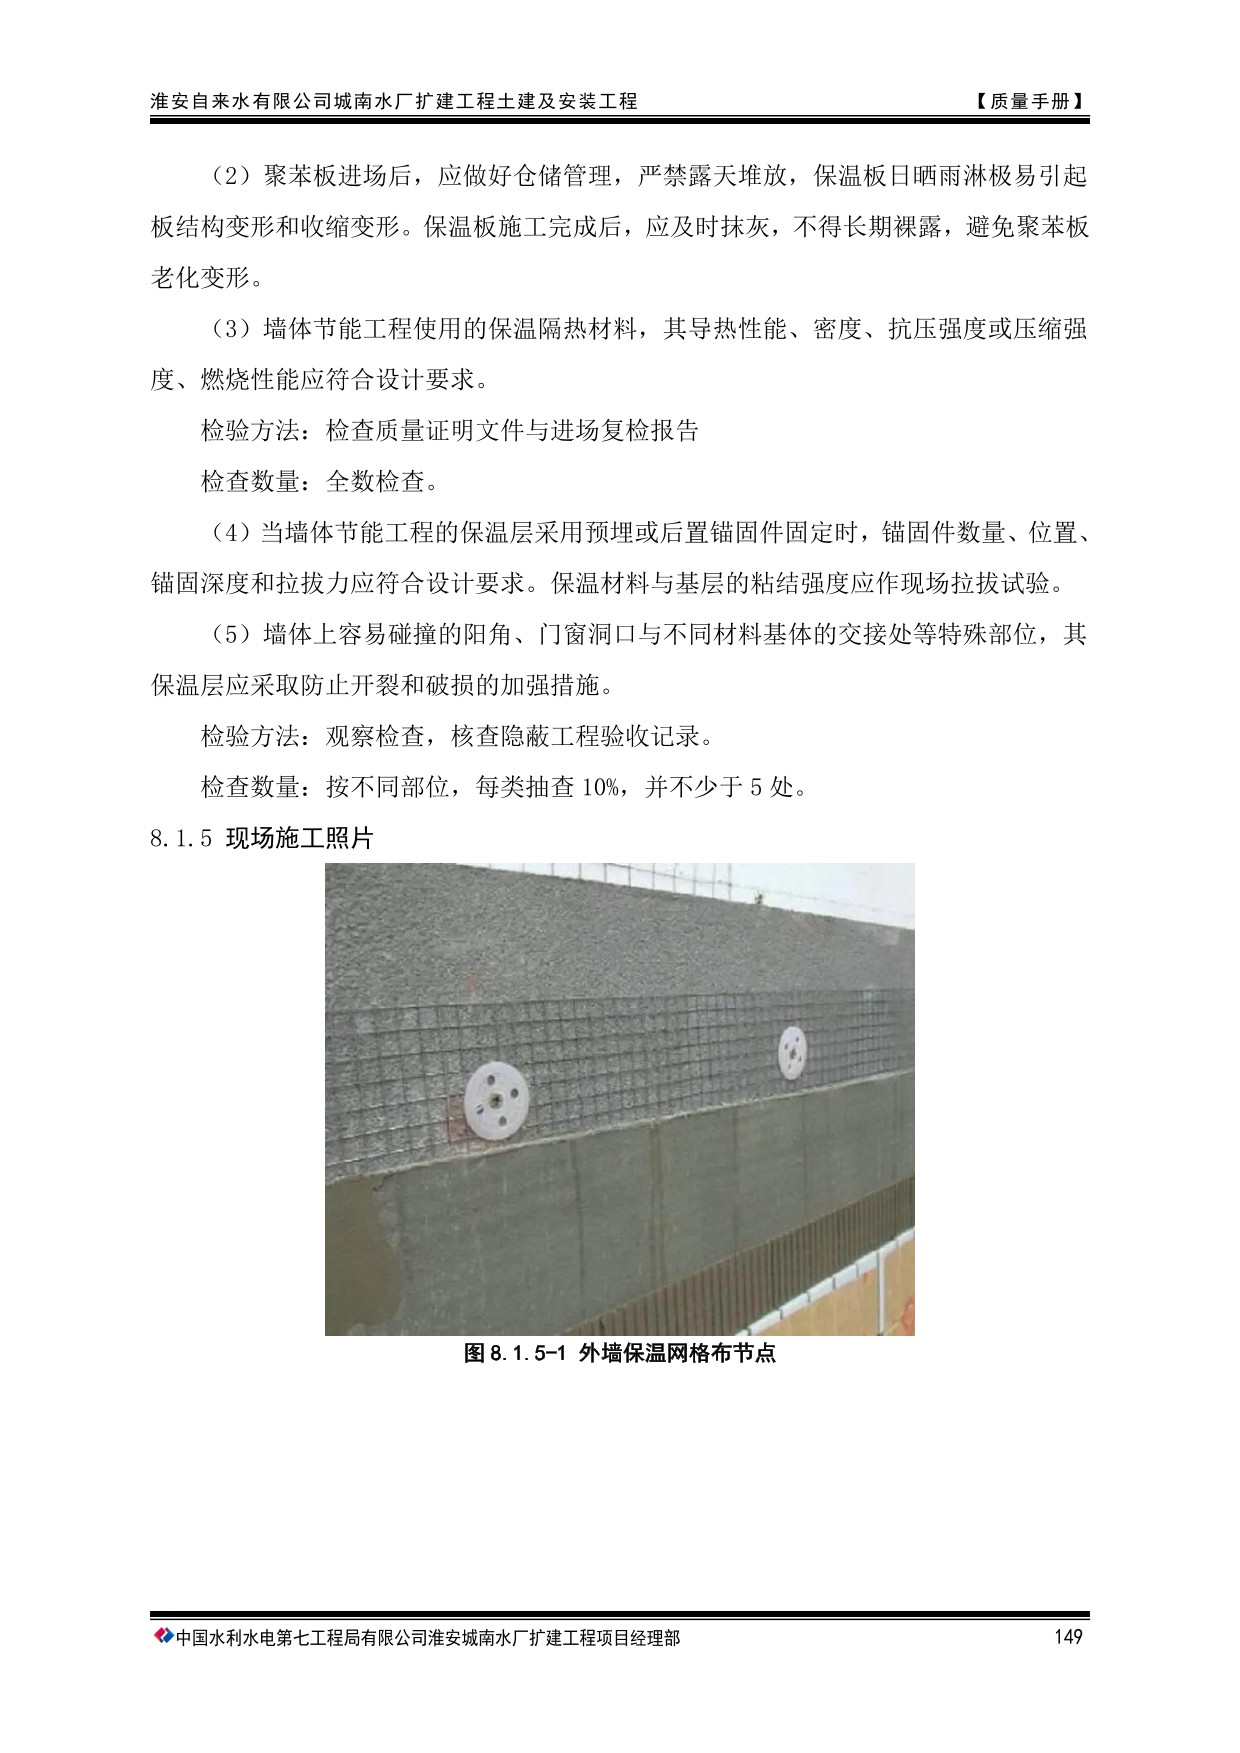 淮安自来水有限公司城南水厂扩建工程土建及安装工程 【质量手册】
（2）聚苯板进场后，应做好仓储管理，严禁露天堆放，保温板日晒雨淋极易引起
板结构变形和收缩变形。保温板施工完成后，应及时抹灰，不得长期裸露，避免聚苯板
老化变形。
（3）墙体节能工程使用的保温隔热材料，其导热性能、密度、抗压强度或压缩强
度、燃烧性能应符合设计要求。
检验方法：检查质量证明文件与进场复检报告
检查数量：全数检查。
（4）当墙体节能工程的保温层采用预埋或后置锚固件固定时，锚固件数量、位置、
锚固深度和拉拔力应符合设计要求。保温材料与基层的粘结强度应作现场拉拔试验。
（5）墙体上容易碰撞的阳角、门窗洞口与不同材料基体的交接处等特殊部位，其
保温层应采取防止开裂和破损的加强措施。
检验方法：观察检查，核查隐蔽工程验收记录。
检查数量：按不同部位，每类抽查 10%，并不少于 5 处。
8.1.5 现场施工照片
图 8.1.5-1 外墙保温网格布节点
中国水利水电第七工程局有限公司淮安城南水厂扩建工程项目经理部 149